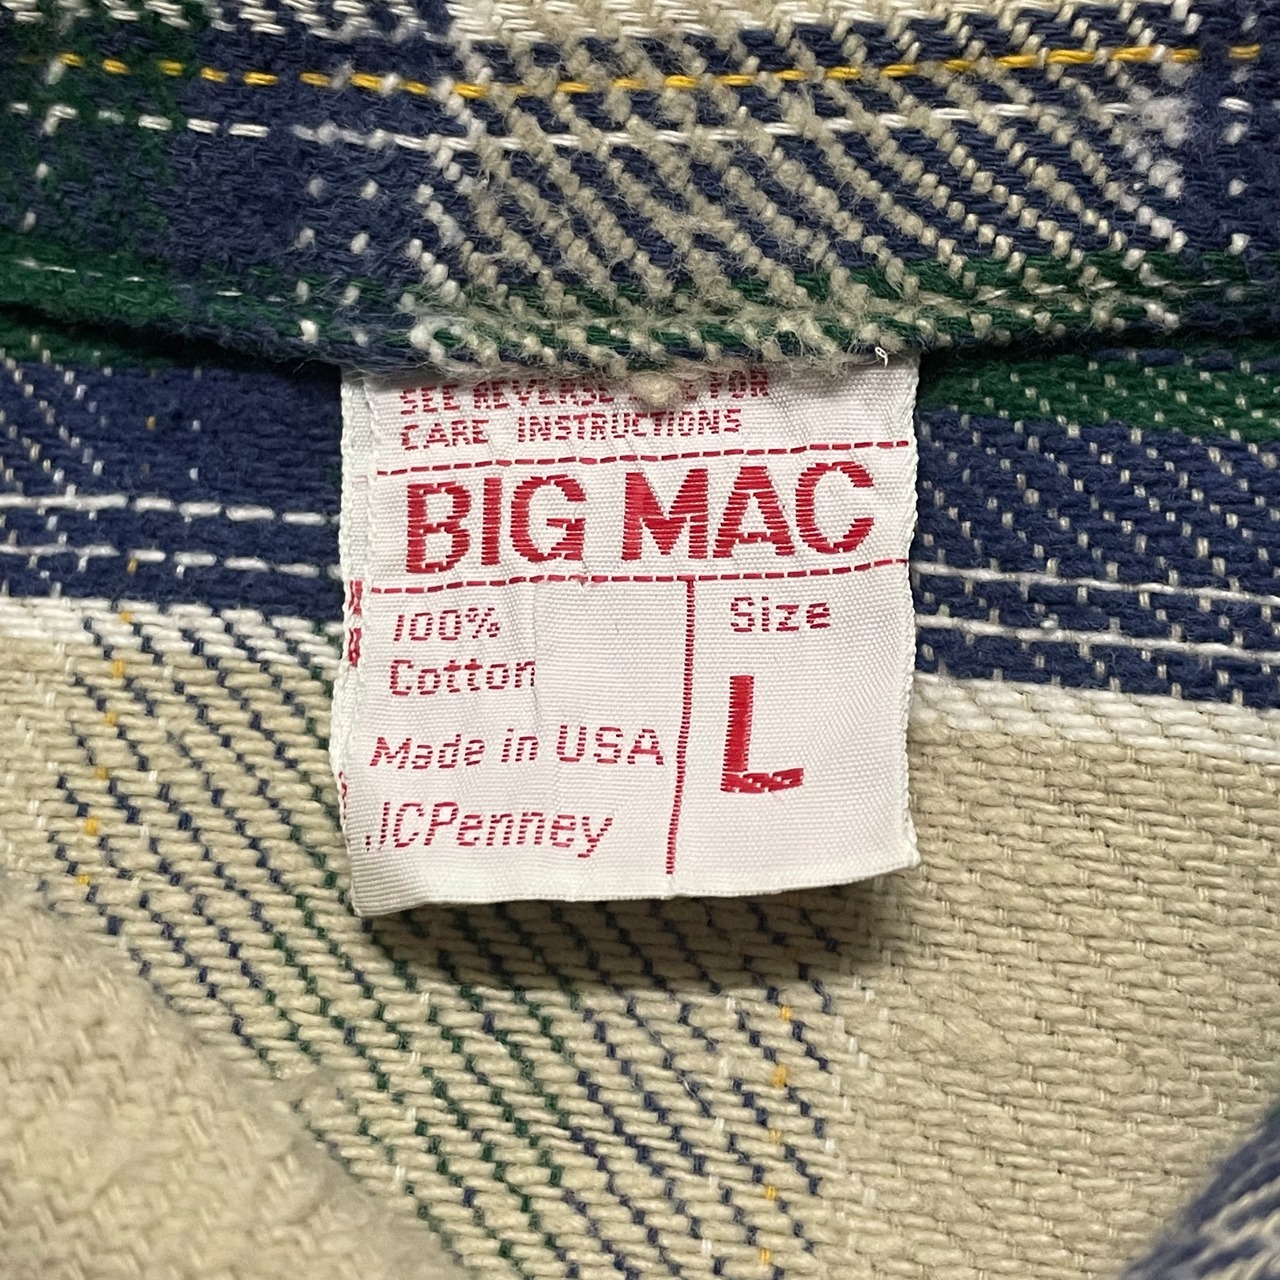 SEE REVERSE FOR
CARE INSTRUCTIONS
BIG MAC
100%
Cotton
Made in USA
JCPenney
Size
L